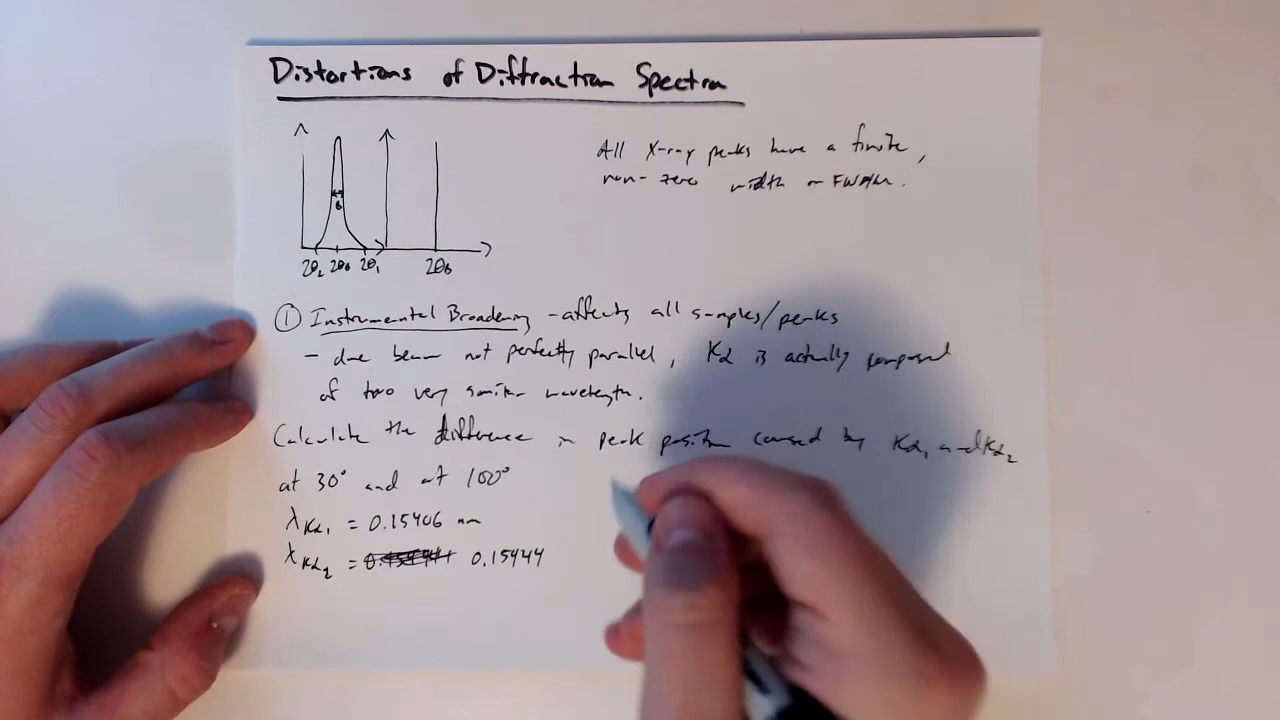 Distortions of Diffraction Spectra
All X-ray peaks have a finite,
non-zero width or FWHM.
B
2θ₂ 2θB 2θ₁
2θB
① Instrumental Broadening - affects all samples/peaks
- due beam not perfectly parallel, Kα is actually composed
of two very similar wavelength.
Calculate the difference in peak position caused by Kα₁ and Kα₂
at 30° and at 100°
λKα₁ = 0.15406 nm
λKα₂ = 0.15444